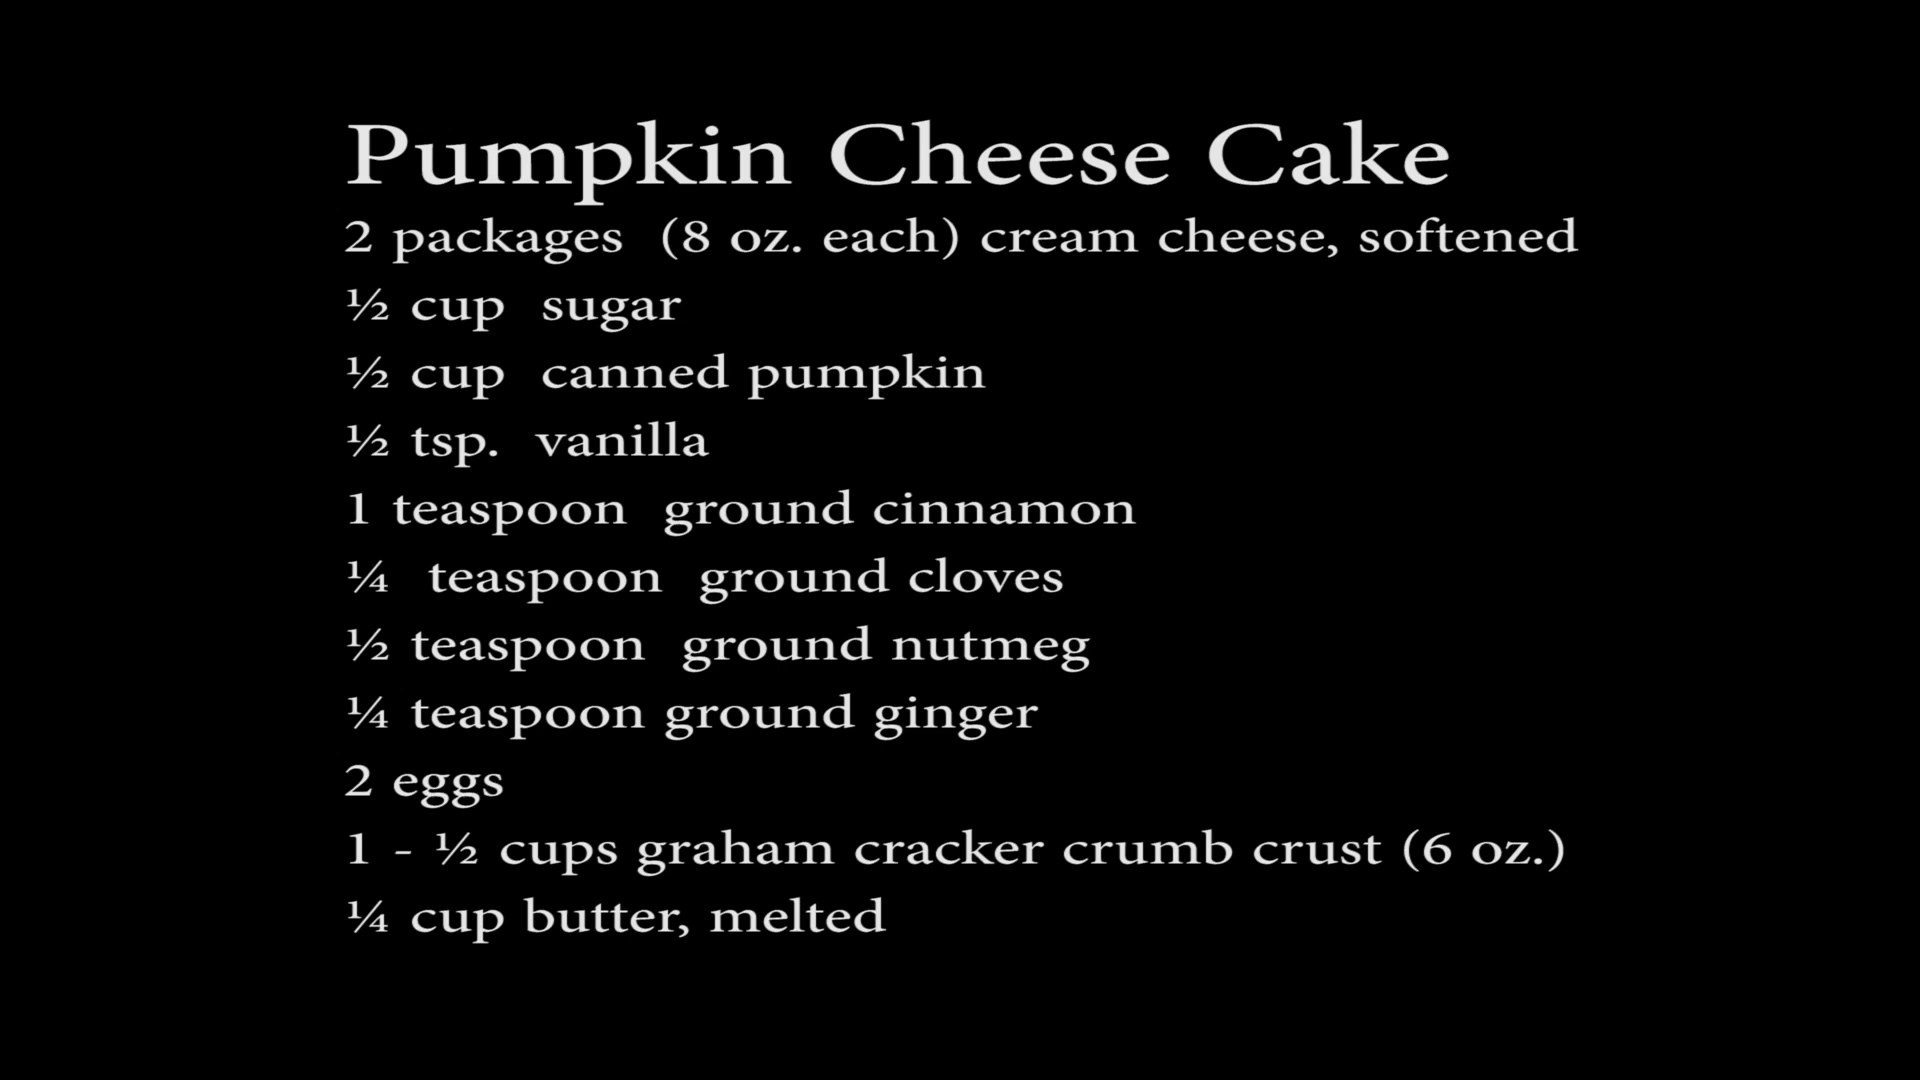 Pumpkin Cheese Cake
2 packages  (8 oz. each) cream cheese, softened
½ cup  sugar
½ cup  canned pumpkin
½ tsp.  vanilla
1 teaspoon  ground cinnamon
¼  teaspoon  ground cloves
½ teaspoon  ground nutmeg
¼ teaspoon ground ginger
2 eggs
1 - ½ cups graham cracker crumb crust (6 oz.)
¼ cup butter, melted